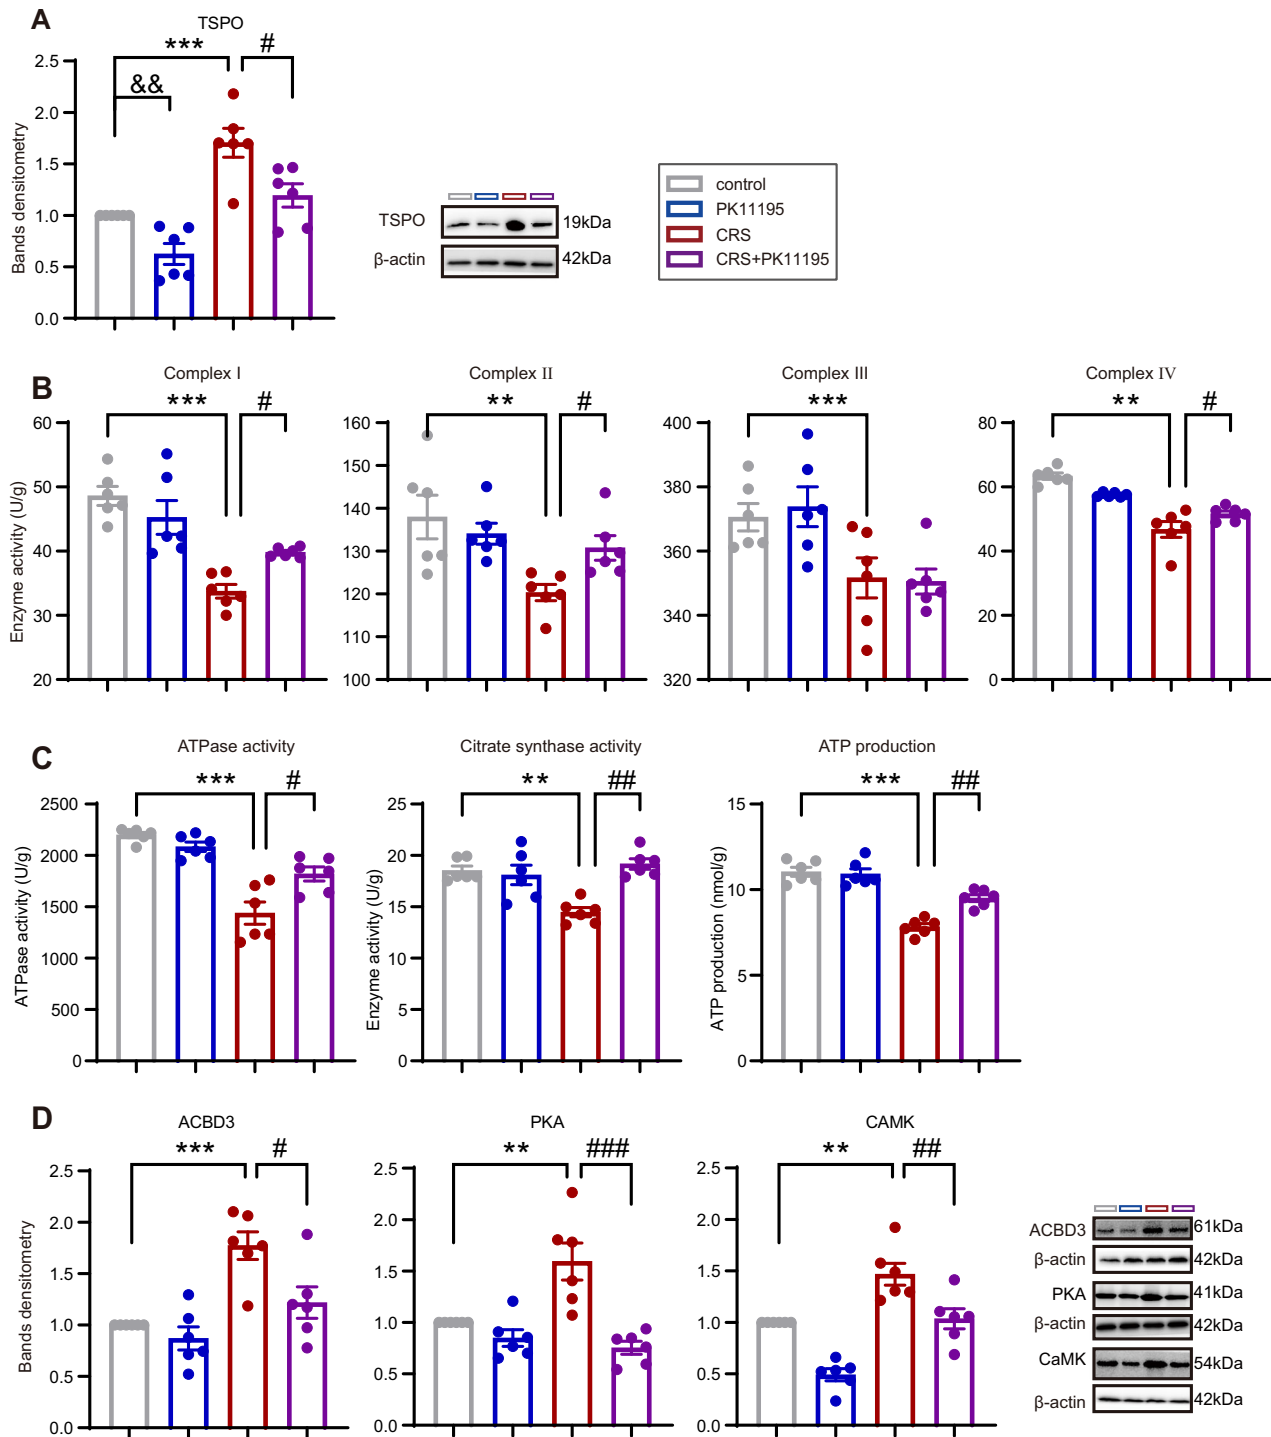 A
TSPO
*** #
&&
Bands densitometry
2.5
2.0
1.5
1.0
0.5
0.0
TSPO 19kDa
β-actin 42kDa
control
PK11195
CRS
CRS+PK11195
B
Complex I
*** #
Enzyme activity (U/g)
60
50
40
30
20
Complex II
** #
Enzyme activity (U/g)
160
150
140
130
120
110
100
Complex III
***
400
380
360
340
320
Complex IV
** #
80
60
40
20
0
C
ATPase activity
*** #
ATPase activity (U/g)
2500
2000
1500
1000
500
0
Citrate synthase activity
** ##
Enzyme activity (U/g)
25
20
15
10
5
0
ATP production
*** ##
ATP production (nmol/g)
15
10
5
0
D
ACBD3
*** #
Bands densitometry
2.5
2.0
1.5
1.0
0.5
0.0
PKA
** ###
2.5
2.0
1.5
1.0
0.5
0.0
CAMK
** ##
2.5
2.0
1.5
1.0
0.5
0.0
ACBD3 61kDa
β-actin 42kDa
PKA 41kDa
β-actin 42kDa
CaMK 54kDa
β-actin 42kDa